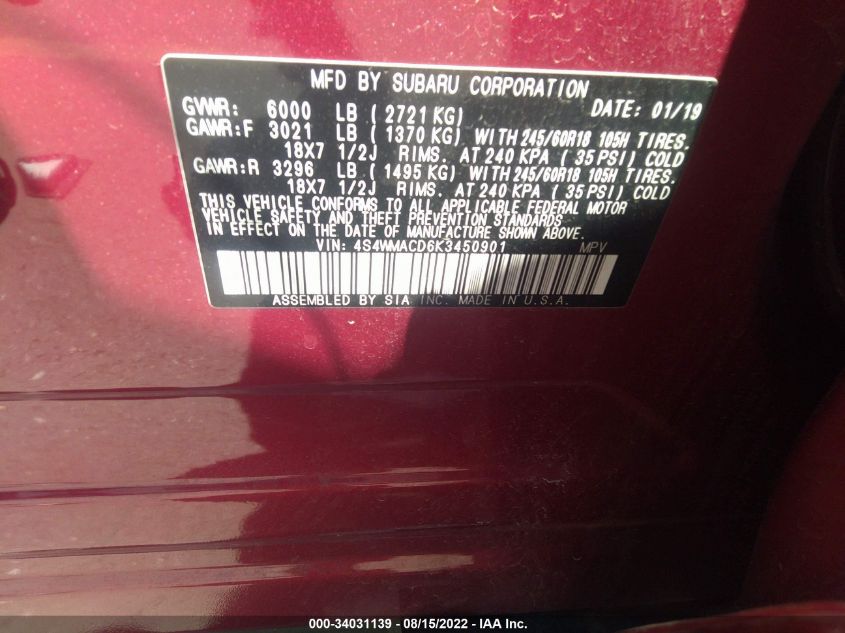 MFD BY SUBARU CORPORATION
GVWR: 6000 LB ( 2721 KG) DATE: 01/19
GAWR:F 3021 LB ( 1370 KG) WITH 245/60R18 105H TIRES.
18X7 1/2J RIMS. AT 240 KPA ( 35 PSI) COLD
GAWR:R 3296 LB. ( 1495 KG) WITH 245/60R18 105H TIRES.
18X7 1/2J RIMS. AT 240 KPA ( 35 PSI) COLD
THIS VEHICLE CONFORMS TO ALL APPLICABLE FEDERAL MOTOR
VEHICLE SAFETY AND THEFT PREVENTION STANDARDS
IN EFFECT ON THE DATE OF MANUFACTURE SHOWN ABOVE.
VIN: 4S4WMACD6K3450901 MPV
ASSEMBLED BY SIA INC. MADE IN U.S.A.
000-34031139 - 08/15/2022 - IAA Inc.